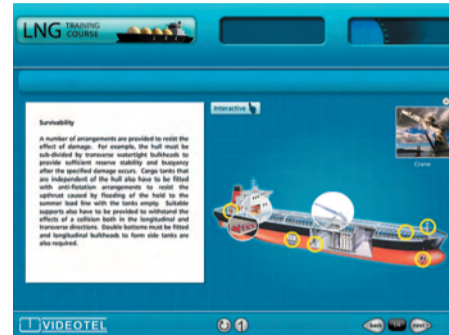 LNG TRAINING
COURSE
Interactive
Survivability
A number of arrangements are provided to resist the
effect of damage. For example, the hull must be
sub-divided by transverse watertight bulkheads to
provide sufficient reserve stability and buoyancy
after the specified damage occurs. Cargo tanks that
are independent of the hull also have to be fitted
with anti-flotation arrangements to resist the
upthrust caused by flooding of the hold to the
summer load line with the tanks empty. Suitable
supports also have to be provided to withstand the
effects of a collision both in the longitudinal and
transverse directions. Double bottoms must be fitted
and longitudinal bulkheads to form side tanks are
also required.
Crane
VIDEOTEL
1
back
next